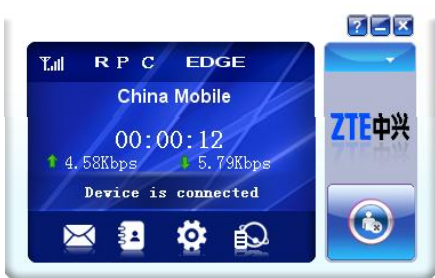 R P C EDGE
China Mobile
00:00:12
4.58Kbps 5.79Kbps
Device is connected
ZTE中兴